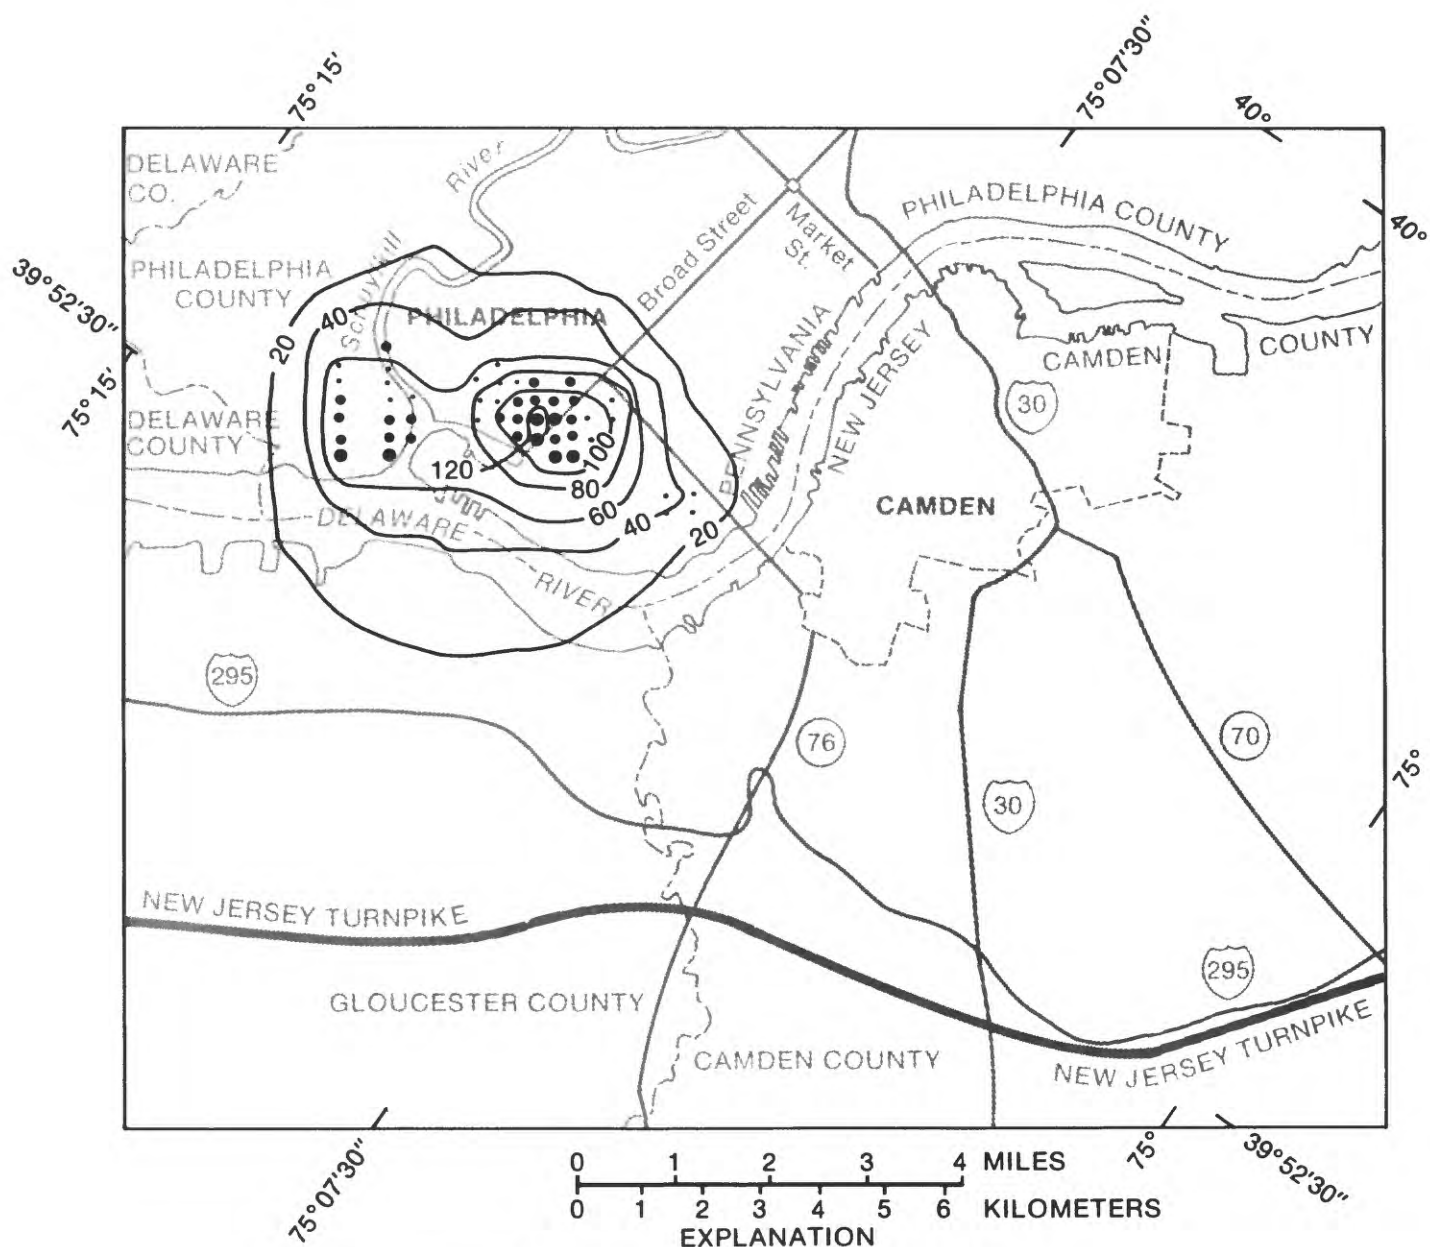 75°15'
75°07'30"
40°
DELAWARE
CO.
River
PHILADELPHIA COUNTY
40°
Market
St.
Broad Street
39°52'30"
PHILADELPHIA
COUNTY
Schuylkill
20
40
PHILADELPHIA
PENNSYLVANIA
NEW JERSEY
CAMDEN
COUNTY
75°15'
30
DELAWARE
COUNTY
120
100
80
60
40
20
CAMDEN
DELAWARE
RIVER
295
76
70
75°
30
NEW JERSEY TURNPIKE
295
GLOUCESTER COUNTY
CAMDEN COUNTY
NEW JERSEY TURNPIKE
75°07'30"
75°
39°52'30"
0 1 2 3 4 MILES
0 1 2 3 4 5 6 KILOMETERS
EXPLANATION